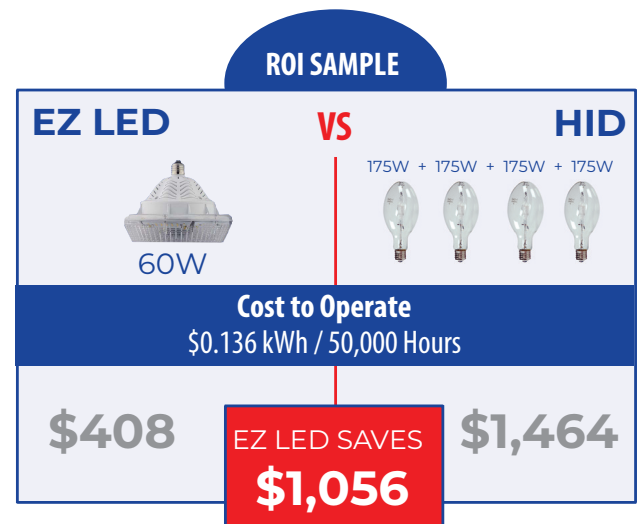 ROI SAMPLE
EZ LED VS HID
175W + 175W + 175W + 175W
60W
Cost to Operate
$0.136 kWh / 50,000 Hours
$408
$1,464
EZ LED SAVES
$1,056